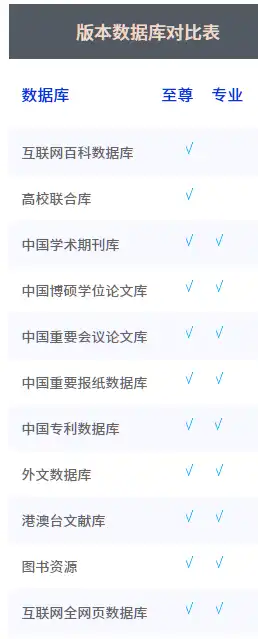 版本数据库对比表
数据库 至尊 专业
互联网百科数据库 √
高校联合库 √
中国学术期刊库 √ √
中国博硕学位论文库 √ √
中国重要会议论文库 √ √
中国重要报纸数据库 √ √
中国专利数据库 √ √
外文数据库 √ √
港澳台文献库 √ √
图书资源 √ √
互联网全网页数据库 √ √